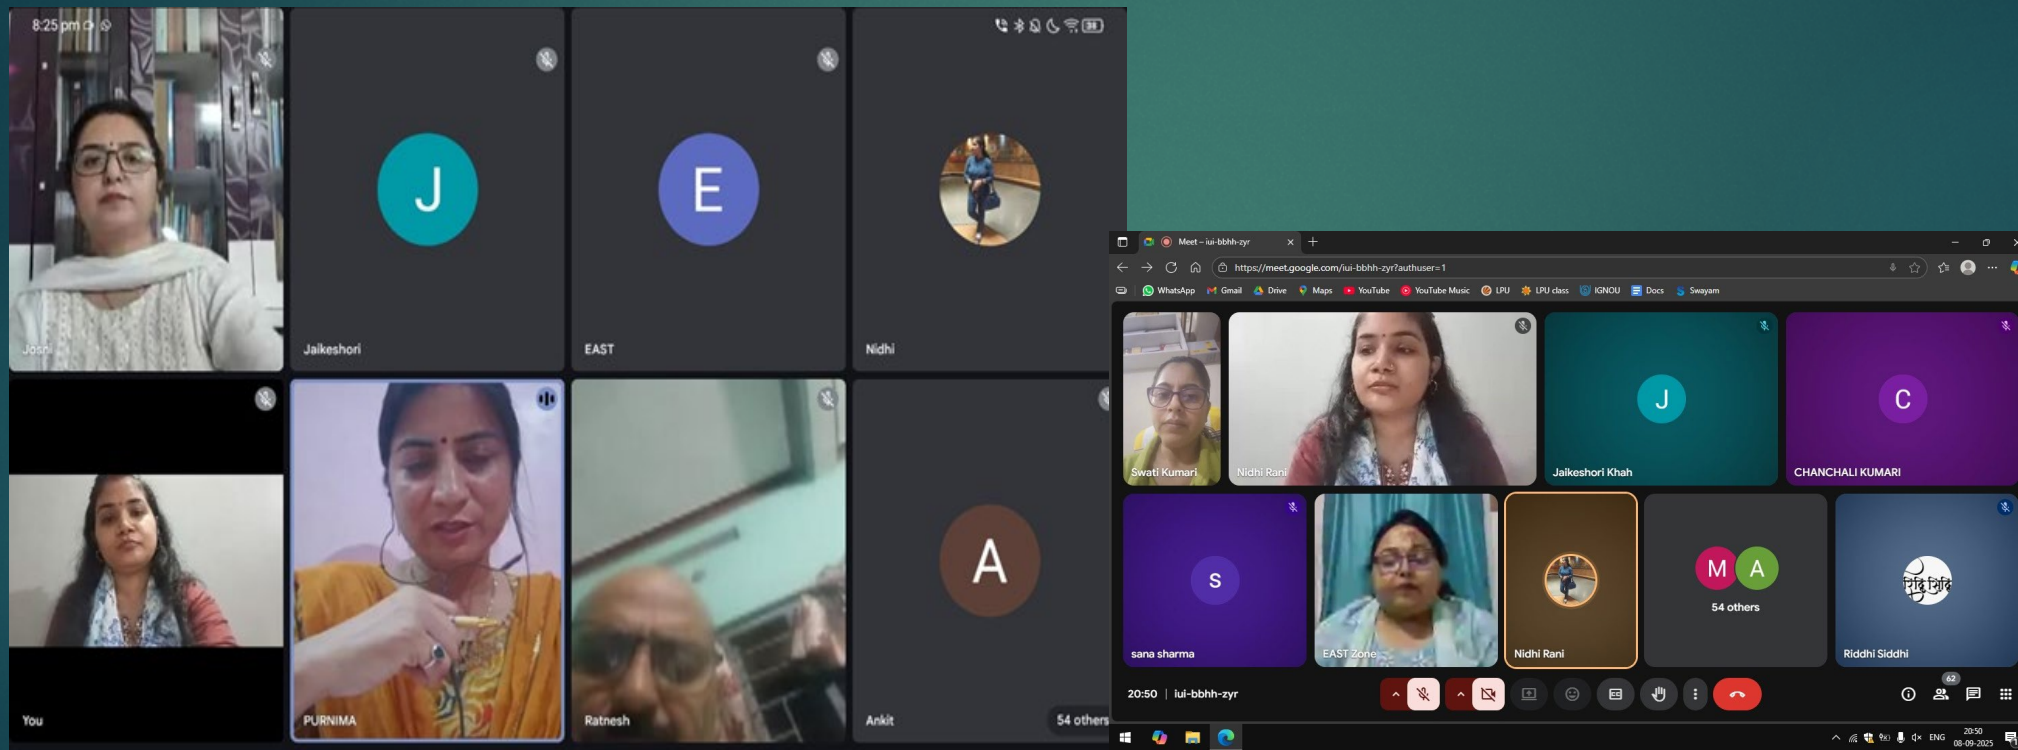 8:25 pm
38
Josni
J
Jaikeshori
E
EAST
Nidhi
You
PURNIMA
Ratnesh
A
Ankit
54 others
Meet – iui-bbhh-zyr
https://meet.google.com/iui-bbhh-zyr?authuser=1
WhatsApp Gmail Drive Maps YouTube YouTube Music LPU LPU class IGNOU Docs Swayam
Swati Kumari
Nidhi Rani
J
Jaikeshori Khah
C
CHANCHALI KUMARI
S
sana sharma
EAST Zone
Nidhi Rani
M A
54 others
रिद्धि सिद्धि
Riddhi Siddhi
20:50 | iui-bbhh-zyr
62
ENG
20:50
08-09-2025